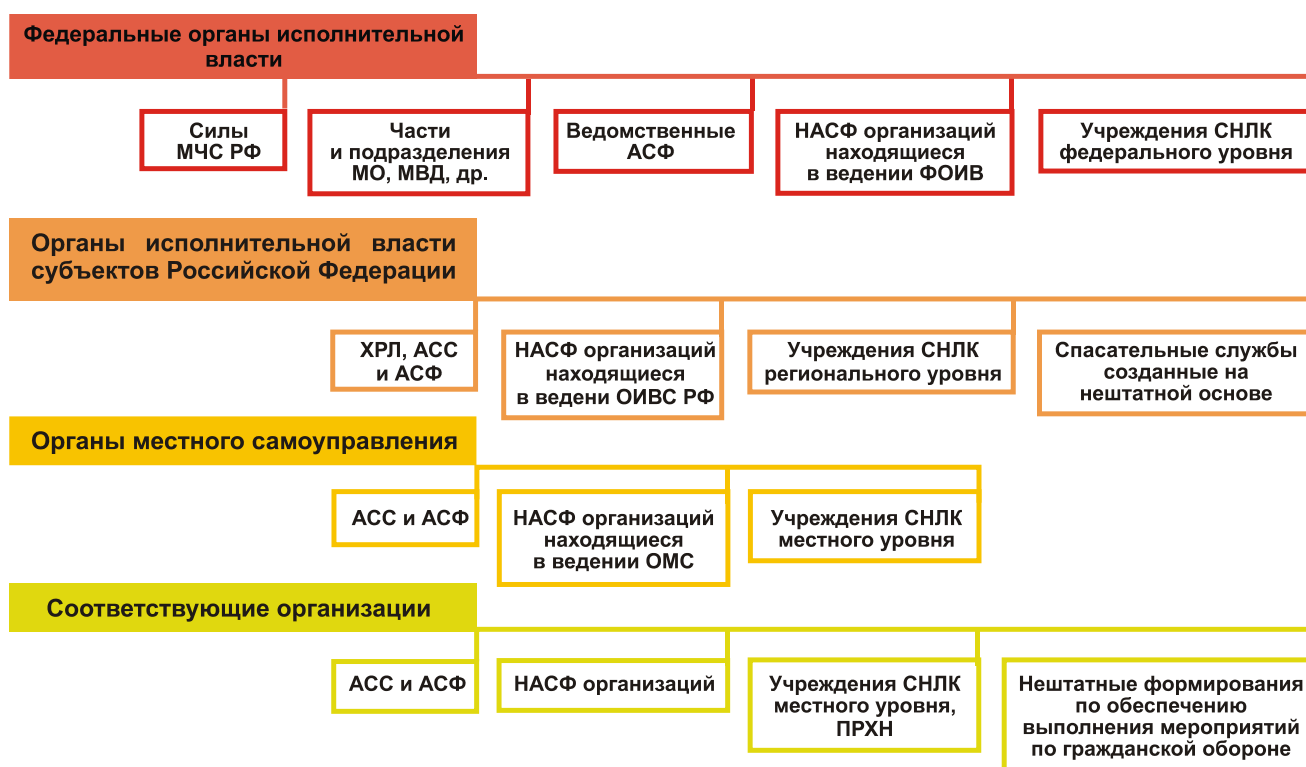 Федеральные органы исполнительной
власти
Силы
МЧС РФ
Части
и подразделения
МО, МВД, др.
Ведомственные
АСФ
НАСФ организаций
находящиеся
в ведении ФОИВ
Учреждения СНЛК
федерального уровня
Органы исполнительной власти
субъектов Российской Федерации
ХРЛ, АСС
и АСФ
НАСФ организаций
находящиеся
в ведени ОИВС РФ
Учреждения СНЛК
регионального уровня
Спасательные службы
созданные на
нештатной основе
Органы местного самоуправления
АСС и АСФ
НАСФ организаций
находящиеся
в ведении ОМС
Учреждения СНЛК
местного уровня
Соответствующие организации
АСС и АСФ
НАСФ организаций
Учреждения СНЛК
местного уровня,
ПРХН
Нештатные формирования
по обеспечению
выполнения мероприятий
по гражданской обороне